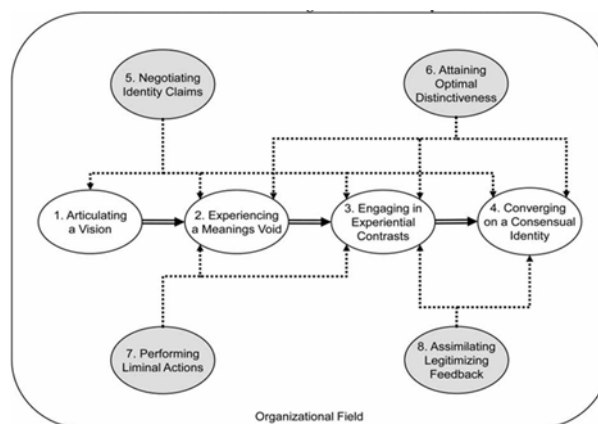 5. Negotiating
Identity Claims
6. Attaining
Optimal
Distinctiveness
1. Articulating
a Vision
2. Experiencing
a Meanings Void
3. Engaging in
Experiential
Contrasts
4. Converging
on a Consensual
Identity
7. Performing
Liminal Actions
8. Assimilating
Legitimizing
Feedback
Organizational Field